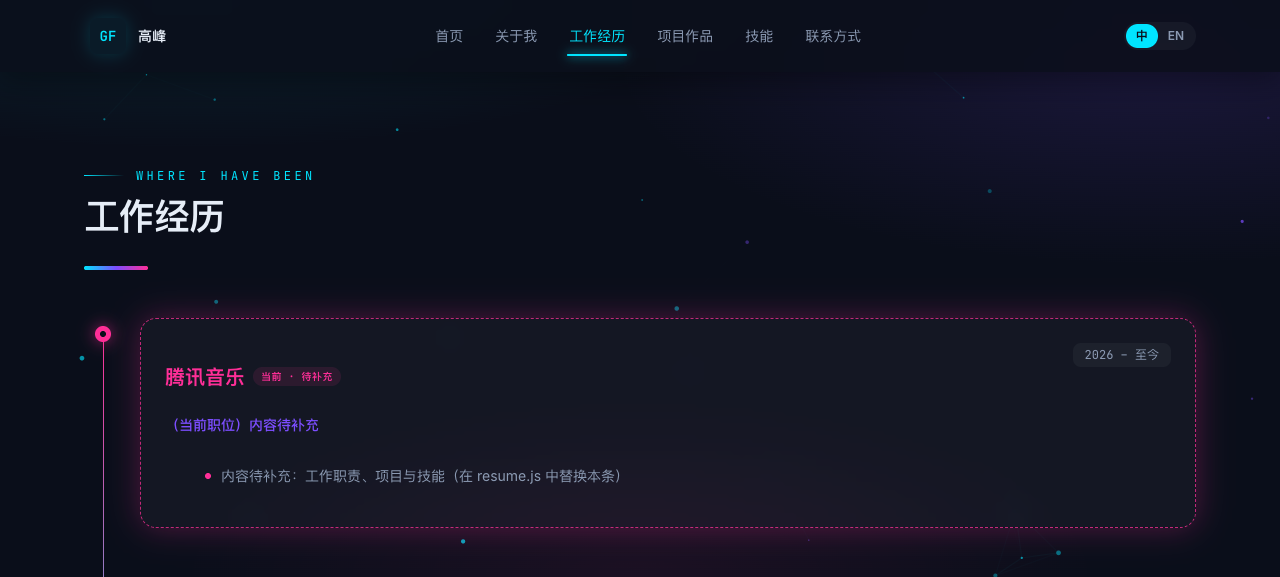 GF 高峰 首页 关于我 工作经历 项目作品 技能 联系方式 中 EN
WHERE I HAVE BEEN
工作经历
2026 – 至今
腾讯音乐 当前 · 待补充
（当前职位）内容待补充
内容待补充：工作职责、项目与技能（在 resume.js 中替换本条）